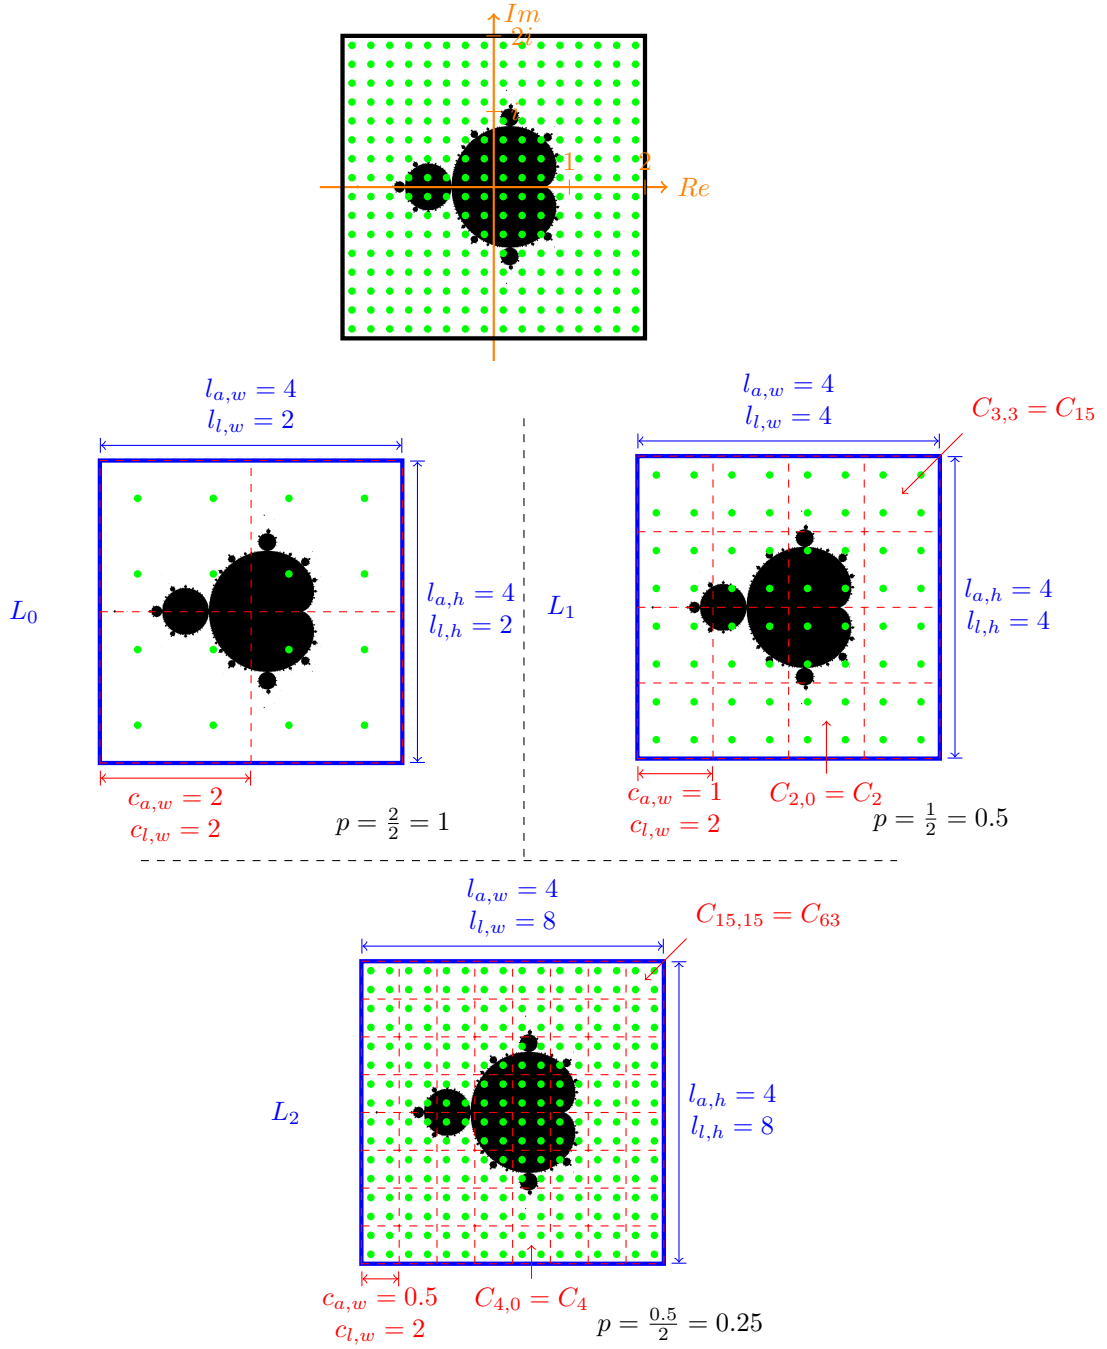 Im
2i
i
1
2
Re
l_{a,w} = 4
l_{l,w} = 2
l_{a,w} = 4
l_{l,w} = 4
C_{3,3} = C_{15}
L_0
l_{a,h} = 4
l_{l,h} = 2
L_1
l_{a,h} = 4
l_{l,h} = 4
c_{a,w} = 2
c_{l,w} = 2
p = \frac{2}{2} = 1
c_{a,w} = 1
c_{l,w} = 2
C_{2,0} = C_2
p = \frac{1}{2} = 0.5
l_{a,w} = 4
l_{l,w} = 8
C_{15,15} = C_{63}
L_2
l_{a,h} = 4
l_{l,h} = 8
c_{a,w} = 0.5
c_{l,w} = 2
C_{4,0} = C_4
p = \frac{0.5}{2} = 0.25